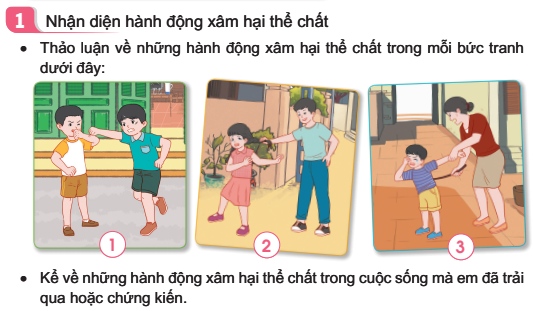 1 Nhận diện hành động xâm hại thể chất
• Thảo luận về những hành động xâm hại thể chất trong mỗi bức tranh
dưới đây:
1
2
3
• Kể về những hành động xâm hại thể chất trong cuộc sống mà em đã trải
qua hoặc chứng kiến.